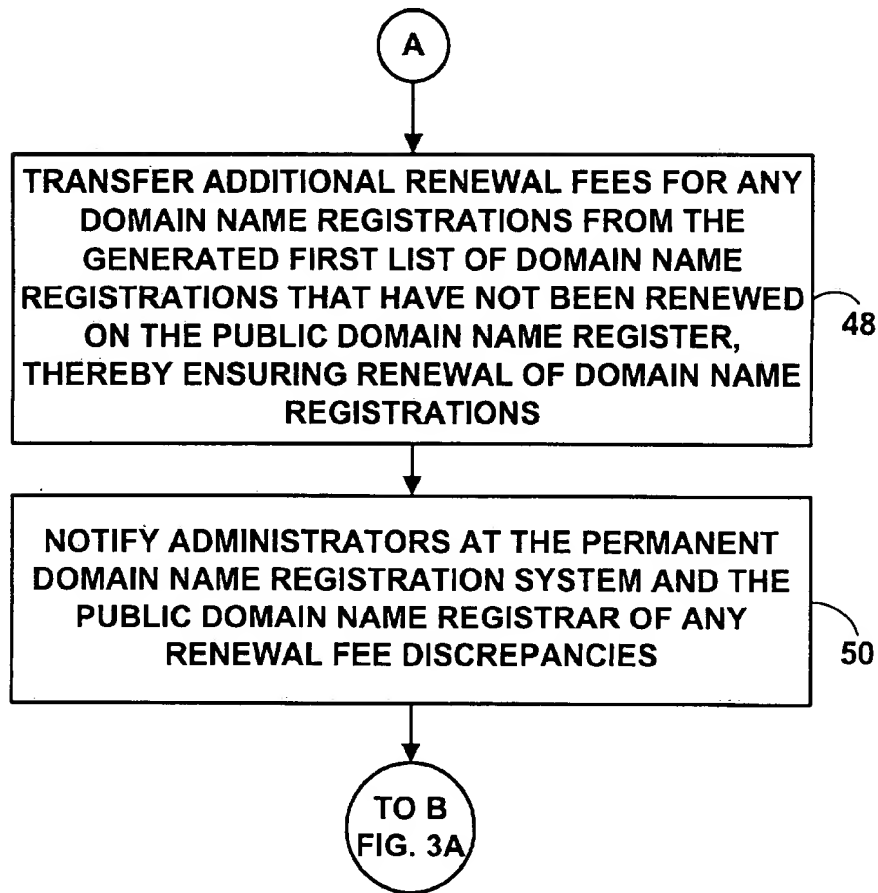 A
TRANSFER ADDITIONAL RENEWAL FEES FOR ANY
DOMAIN NAME REGISTRATIONS FROM THE
GENERATED FIRST LIST OF DOMAIN NAME
REGISTRATIONS THAT HAVE NOT BEEN RENEWED
ON THE PUBLIC DOMAIN NAME REGISTER,
THEREBY ENSURING RENEWAL OF DOMAIN NAME
REGISTRATIONS
48
NOTIFY ADMINISTRATORS AT THE PERMANENT
DOMAIN NAME REGISTRATION SYSTEM AND THE
PUBLIC DOMAIN NAME REGISTRAR OF ANY
RENEWAL FEE DISCREPANCIES
50
TO B
FIG. 3A